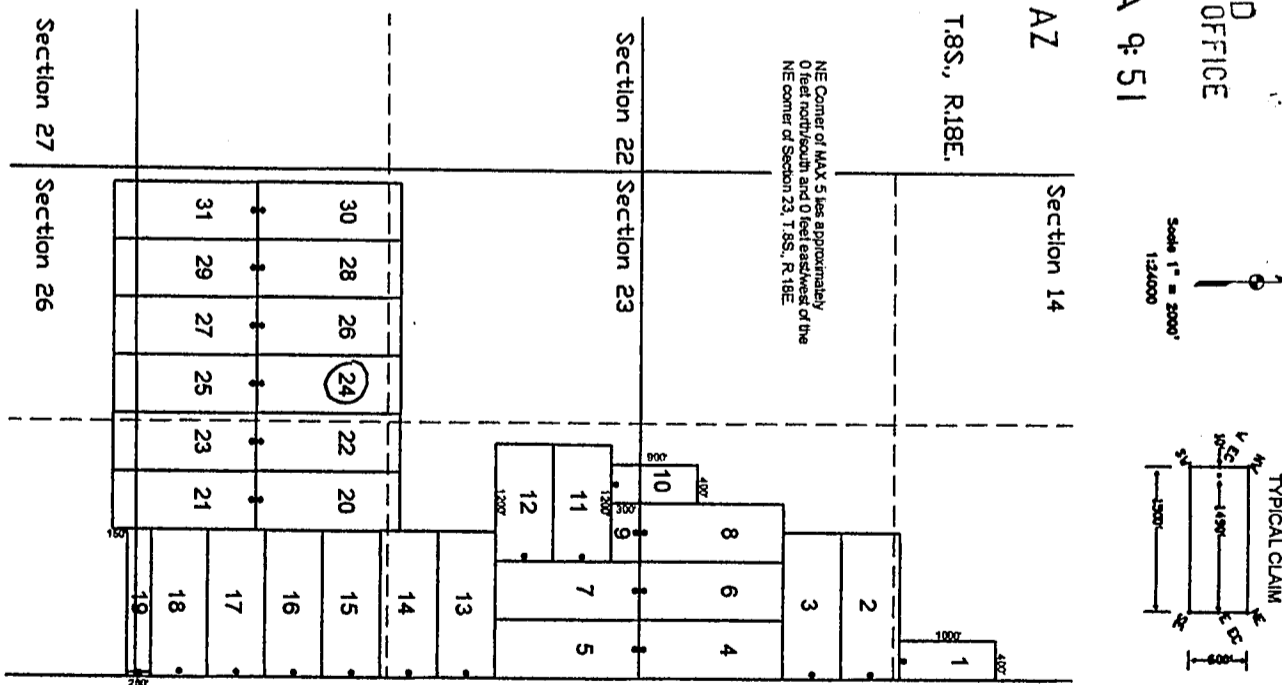 D
OFFICE
A 9:51
AZ
T.8S., R.18E.
Section 14
Scale 1" = 2000'
1:24000
TYPICAL CLAIM
NE
1490'
1500'
600'
NE Corner of MAX 5 lies approximately
0 feet north/south and 0 feet east/west of the
NE corner of Section 23, T.8S., R.18E.
Section 22
Section 23
Section 27
Section 26
1
1000'
400'
2
3
4
5
6
7
8
9
300'
10
900'
400'
11
1200'
12
1200'
13
14
15
16
17
18
19
150'
20
21
22
23
24
25
26
27
28
29
30
31